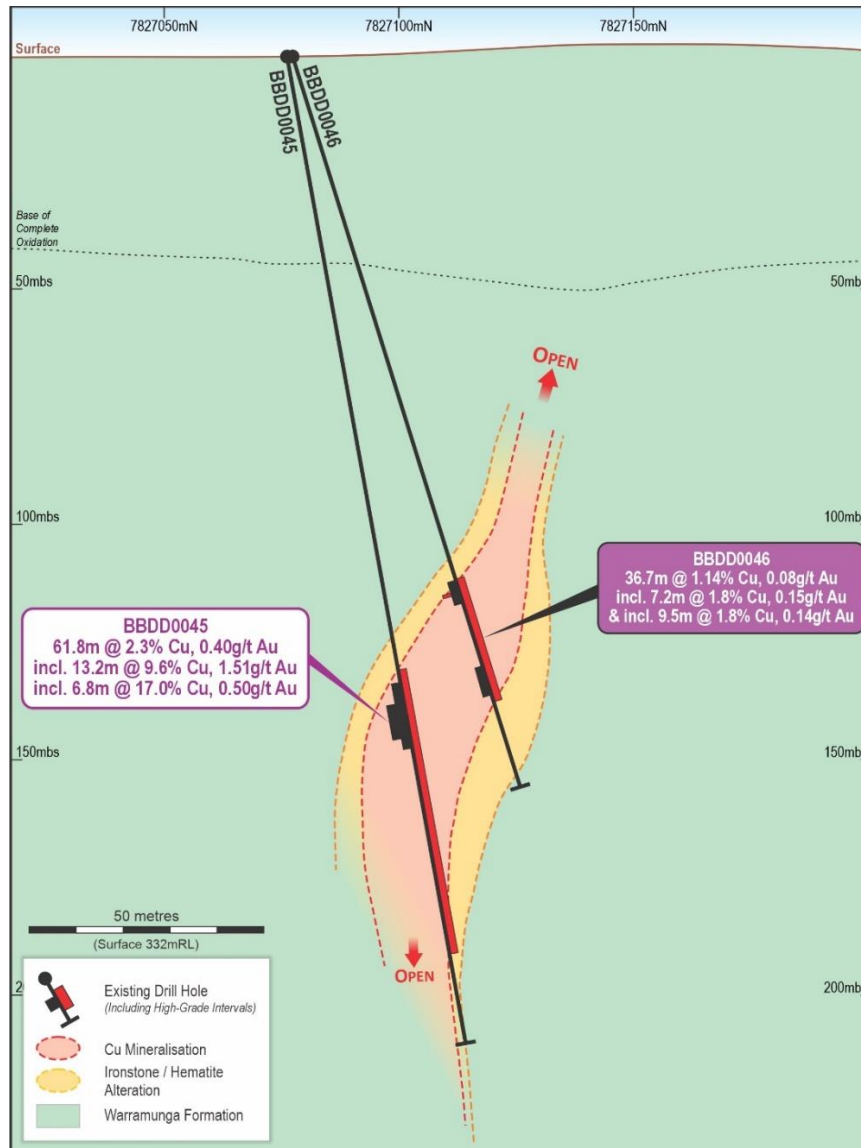 7827050mN
7827100mN
7827150mN
Surface
BBDD0045
BBDD0046
Base of
Complete
Oxidation
50mbs
50mb
OPEN
100mbs
100mb
BBDD0046
36.7m @ 1.14% Cu, 0.08g/t Au
incl. 7.2m @ 1.8% Cu, 0.15g/t Au
& incl. 9.5m @ 1.8% Cu, 0.14g/t Au
BBDD0045
61.8m @ 2.3% Cu, 0.40g/t Au
incl. 13.2m @ 9.6% Cu, 1.51g/t Au
incl. 6.8m @ 17.0% Cu, 0.50g/t Au
150mbs
150mb
50 metres
(Surface 332mRL)
OPEN
200mb
Existing Drill Hole
(Including High-Grade Intervals)
Cu Mineralisation
Ironstone / Hematite
Alteration
Warramunga Formation